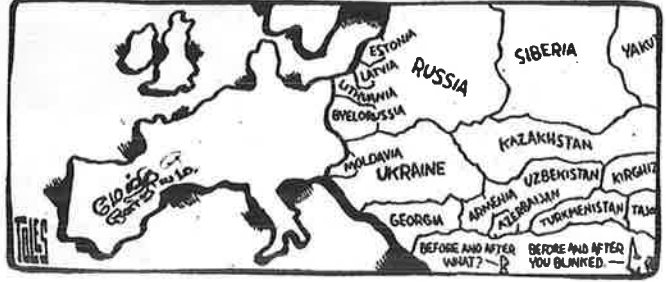 ESTONIA
LATVIA
LITHUANIA
BYELORUSSIA
RUSSIA
SIBERIA
YAKUT
MOLDAVIA
UKRAINE
KAZAKHSTAN
GEORGIA
ARMENIA
AZERBAIJAN
UZBEKISTAN
TURKMENISTAN
KIRGHIZ
TAJO
TOLES
BEFORE AND AFTER
WHAT?
BEFORE AND AFTER
YOU BLINKED.